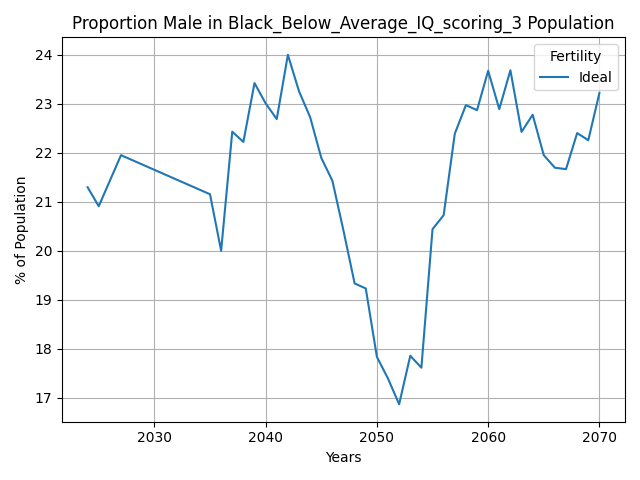 Proportion Male in Black_Below_Average_IQ_scoring_3 Population
Fertility
Ideal
% of Population
24
23
22
21
20
19
18
17
2030 2040 2050 2060 2070
Years